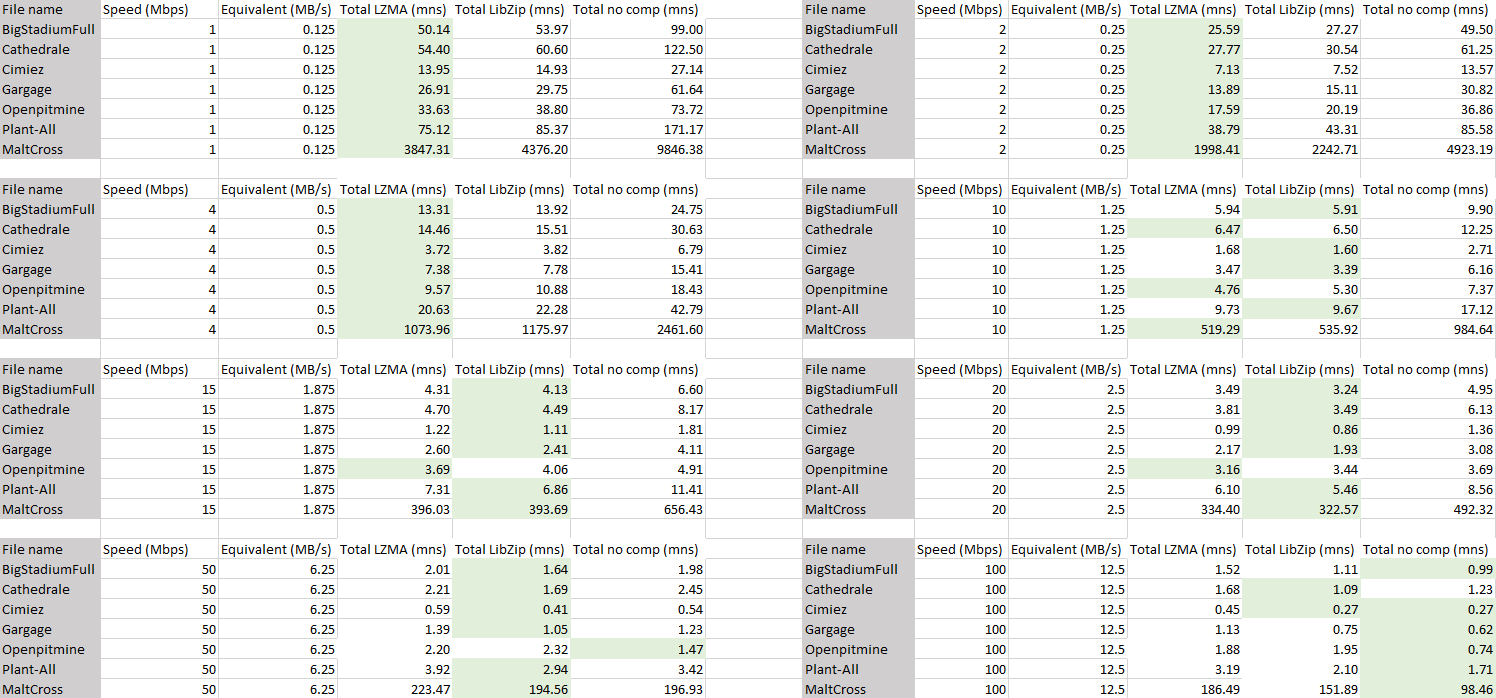 File name Speed (Mbps) Equivalent (MB/s) Total LZMA (mns) Total LibZip (mns) Total no comp (mns) File name Speed (Mbps) Equivalent (MB/s) Total LZMA (mns) Total LibZip (mns) Total no comp (mns)
BigStadiumFull 1 0.125 50.14 53.97 99.00 BigStadiumFull 2 0.25 25.59 27.27 49.50
Cathedrale 1 0.125 54.40 60.60 122.50 Cathedrale 2 0.25 27.77 30.54 61.25
Cimiez 1 0.125 13.95 14.93 27.14 Cimiez 2 0.25 7.13 7.52 13.57
Gargage 1 0.125 26.91 29.75 61.64 Gargage 2 0.25 13.89 15.11 30.82
Openpitmine 1 0.125 33.63 38.80 73.72 Openpitmine 2 0.25 17.59 20.19 36.86
Plant-All 1 0.125 75.12 85.37 171.17 Plant-All 2 0.25 38.79 43.31 85.58
MaltCross 1 0.125 3847.31 4376.20 9846.38 MaltCross 2 0.25 1998.41 2242.71 4923.19
File name Speed (Mbps) Equivalent (MB/s) Total LZMA (mns) Total LibZip (mns) Total no comp (mns) File name Speed (Mbps) Equivalent (MB/s) Total LZMA (mns) Total LibZip (mns) Total no comp (mns)
BigStadiumFull 4 0.5 13.31 13.92 24.75 BigStadiumFull 10 1.25 5.94 5.91 9.90
Cathedrale 4 0.5 14.46 15.51 30.63 Cathedrale 10 1.25 6.47 6.50 12.25
Cimiez 4 0.5 3.72 3.82 6.79 Cimiez 10 1.25 1.68 1.60 2.71
Gargage 4 0.5 7.38 7.78 15.41 Gargage 10 1.25 3.47 3.39 6.16
Openpitmine 4 0.5 9.57 10.88 18.43 Openpitmine 10 1.25 4.76 5.30 7.37
Plant-All 4 0.5 20.63 22.28 42.79 Plant-All 10 1.25 9.73 9.67 17.12
MaltCross 4 0.5 1073.96 1175.97 2461.60 MaltCross 10 1.25 519.29 535.92 984.64
File name Speed (Mbps) Equivalent (MB/s) Total LZMA (mns) Total LibZip (mns) Total no comp (mns) File name Speed (Mbps) Equivalent (MB/s) Total LZMA (mns) Total LibZip (mns) Total no comp (mns)
BigStadiumFull 15 1.875 4.31 4.13 6.60 BigStadiumFull 20 2.5 3.49 3.24 4.95
Cathedrale 15 1.875 4.70 4.49 8.17 Cathedrale 20 2.5 3.81 3.49 6.13
Cimiez 15 1.875 1.22 1.11 1.81 Cimiez 20 2.5 0.99 0.86 1.36
Gargage 15 1.875 2.60 2.41 4.11 Gargage 20 2.5 2.17 1.93 3.08
Openpitmine 15 1.875 3.69 4.06 4.91 Openpitmine 20 2.5 3.16 3.44 3.69
Plant-All 15 1.875 7.31 6.86 11.41 Plant-All 20 2.5 6.10 5.46 8.56
MaltCross 15 1.875 396.03 393.69 656.43 MaltCross 20 2.5 334.40 322.57 492.32
File name Speed (Mbps) Equivalent (MB/s) Total LZMA (mns) Total LibZip (mns) Total no comp (mns) File name Speed (Mbps) Equivalent (MB/s) Total LZMA (mns) Total LibZip (mns) Total no comp (mns)
BigStadiumFull 50 6.25 2.01 1.64 1.98 BigStadiumFull 100 12.5 1.52 1.11 0.99
Cathedrale 50 6.25 2.21 1.69 2.45 Cathedrale 100 12.5 1.68 1.09 1.23
Cimiez 50 6.25 0.59 0.41 0.54 Cimiez 100 12.5 0.45 0.27 0.27
Gargage 50 6.25 1.39 1.05 1.23 Gargage 100 12.5 1.13 0.75 0.62
Openpitmine 50 6.25 2.20 2.32 1.47 Openpitmine 100 12.5 1.88 1.95 0.74
Plant-All 50 6.25 3.92 2.94 3.42 Plant-All 100 12.5 3.19 2.10 1.71
MaltCross 50 6.25 223.47 194.56 196.93 MaltCross 100 12.5 186.49 151.89 98.46